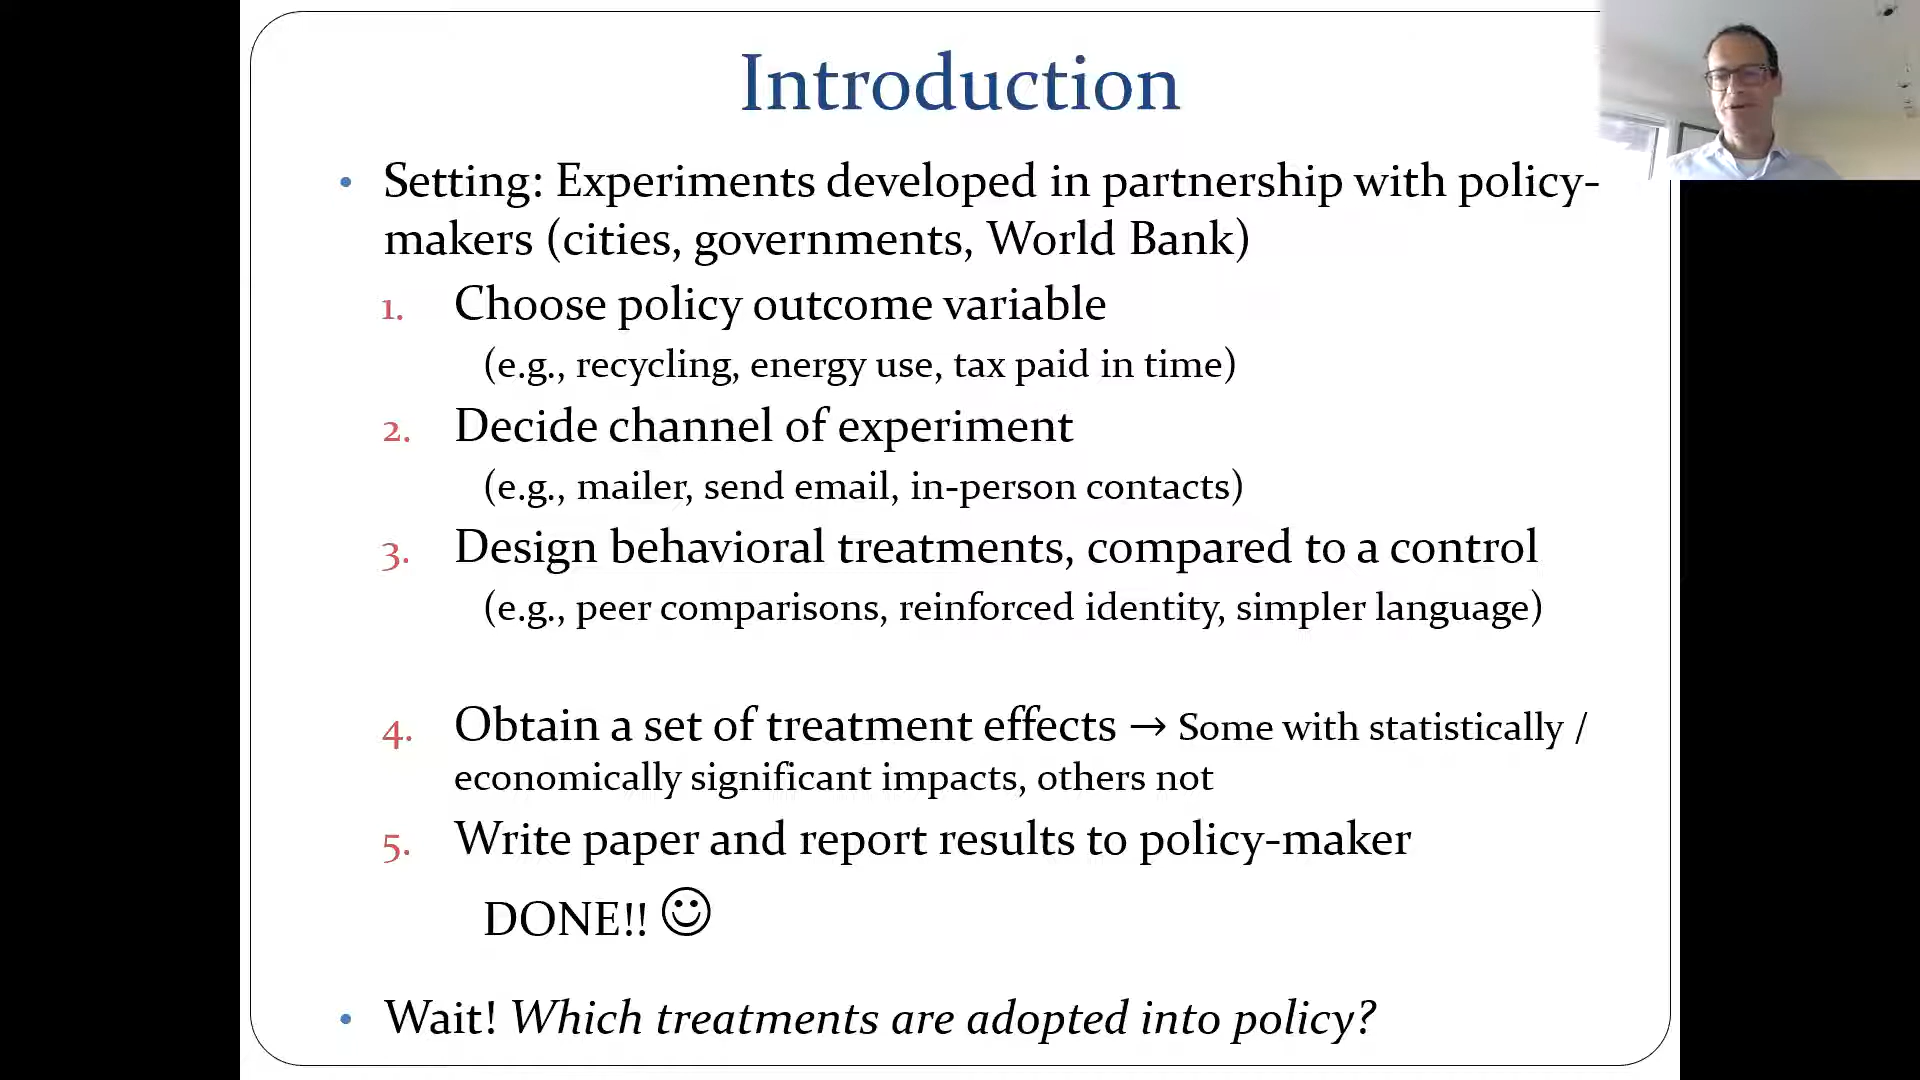 Introduction
• Setting: Experiments developed in partnership with policy-
makers (cities, governments, World Bank)
1. Choose policy outcome variable
(e.g., recycling, energy use, tax paid in time)
2. Decide channel of experiment
(e.g., mailer, send email, in-person contacts)
3. Design behavioral treatments, compared to a control
(e.g., peer comparisons, reinforced identity, simpler language)
4. Obtain a set of treatment effects → Some with statistically /
economically significant impacts, others not
5. Write paper and report results to policy-maker
DONE!! ☺
• Wait! Which treatments are adopted into policy?